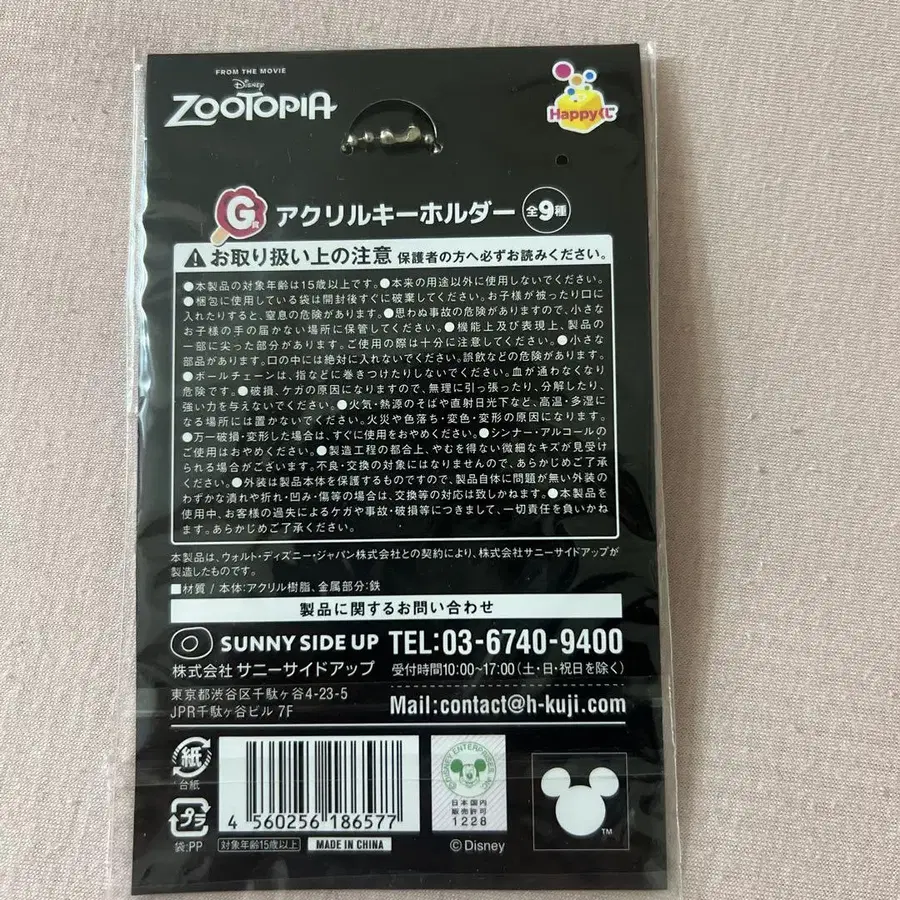 FROM THE MOVIE
Disney
ZOOTOPIA
Happyくじ
G賞 アクリルキーホルダー 全9種
お取り扱い上の注意 保護者の方へ必ずお読みください。
●本製品の対象年齢は15歳以上です。●本来の用途以外に使用しないでください。
●梱包に使用している袋は開封後すぐに破棄してください。お子様が被ったり口に
入れたりすると、窒息の危険があります。●思わぬ事故の危険がありますので、小さな
お子様の手の届かない場所に保管してください。●機能上及び表現上、製品の
一部に尖った部分があります。ご使用の際は十分に注意してください。●小さな
部品があります。口の中には絶対に入れないでください。誤飲などの危険があります。
●ボールチェーンは、指などに巻きつけたりしないでください。血が通わなくなり
危険です。●破損、ケガの原因になりますので、無理に引っ張ったり、分解したり、
強い力を与えないでください。●火気・熱源のそばや直射日光下など、高温・多湿に
なる場所には置かないでください。火災や色落ち・変色・変形の原因になります。
●万一破損・変形した場合は、すぐに使用をおやめください。●シンナー・アルコールの
ご使用はおやめください。●製造工程の都合上、やむを得ない微細なキズが見受け
られる場合がございます。不良・交換の対象にはなりませんので、あらかじめご了承
ください。●外装は製品本体を保護するものですので、製品自体に問題が無い外装の
わずかな潰れや折れ・凹み・傷等の場合は、交換等の対応は致しかねます。●本製品を
使用中、お客様の過失によるケガや事故・破損等につきまして、一切責任を負いかね
ます。あらかじめご了承ください。
本製品は、ウォルト・ディズニー・ジャパン株式会社との契約により、株式会社サニーサイドアップが
製造したものです。
■材質 / 本体:アクリル樹脂、金属部分:鉄
製品に関するお問い合わせ
SUNNY SIDE UP TEL:03-6740-9400
株式会社 サニーサイドアップ 受付時間10:00~17:00(土・日・祝日を除く)
東京都渋谷区千駄ヶ谷4-23-5
JPR千駄ヶ谷ビル 7F
Mail:contact@h-kuji.com
紙
台紙
プラ
袋:PP
4 560256 186577
対象年齢15歳以上
MADE IN CHINA
DISNEY ENTERPRISES INC
日本国内
販売許可
1228
©Disney
TM